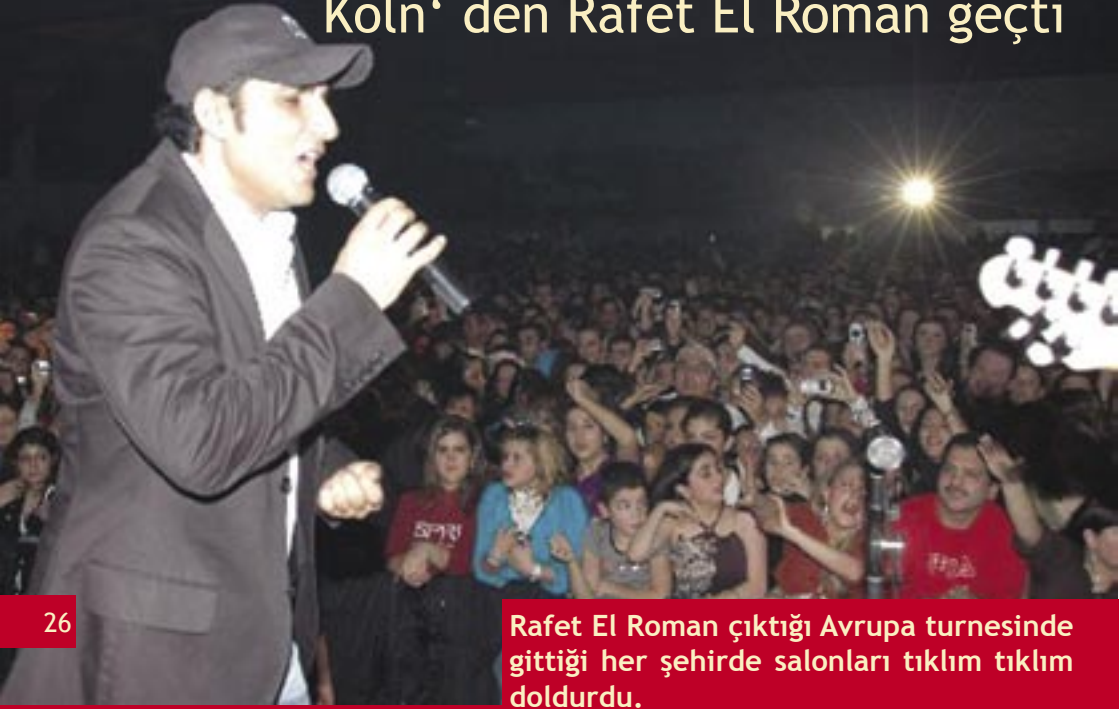 Köln‘ den Rafet El Roman geçti
26
Rafet El Roman çıktığı Avrupa turnesinde
gittiği her şehirde salonları tıklım tıklım
doldurdu.